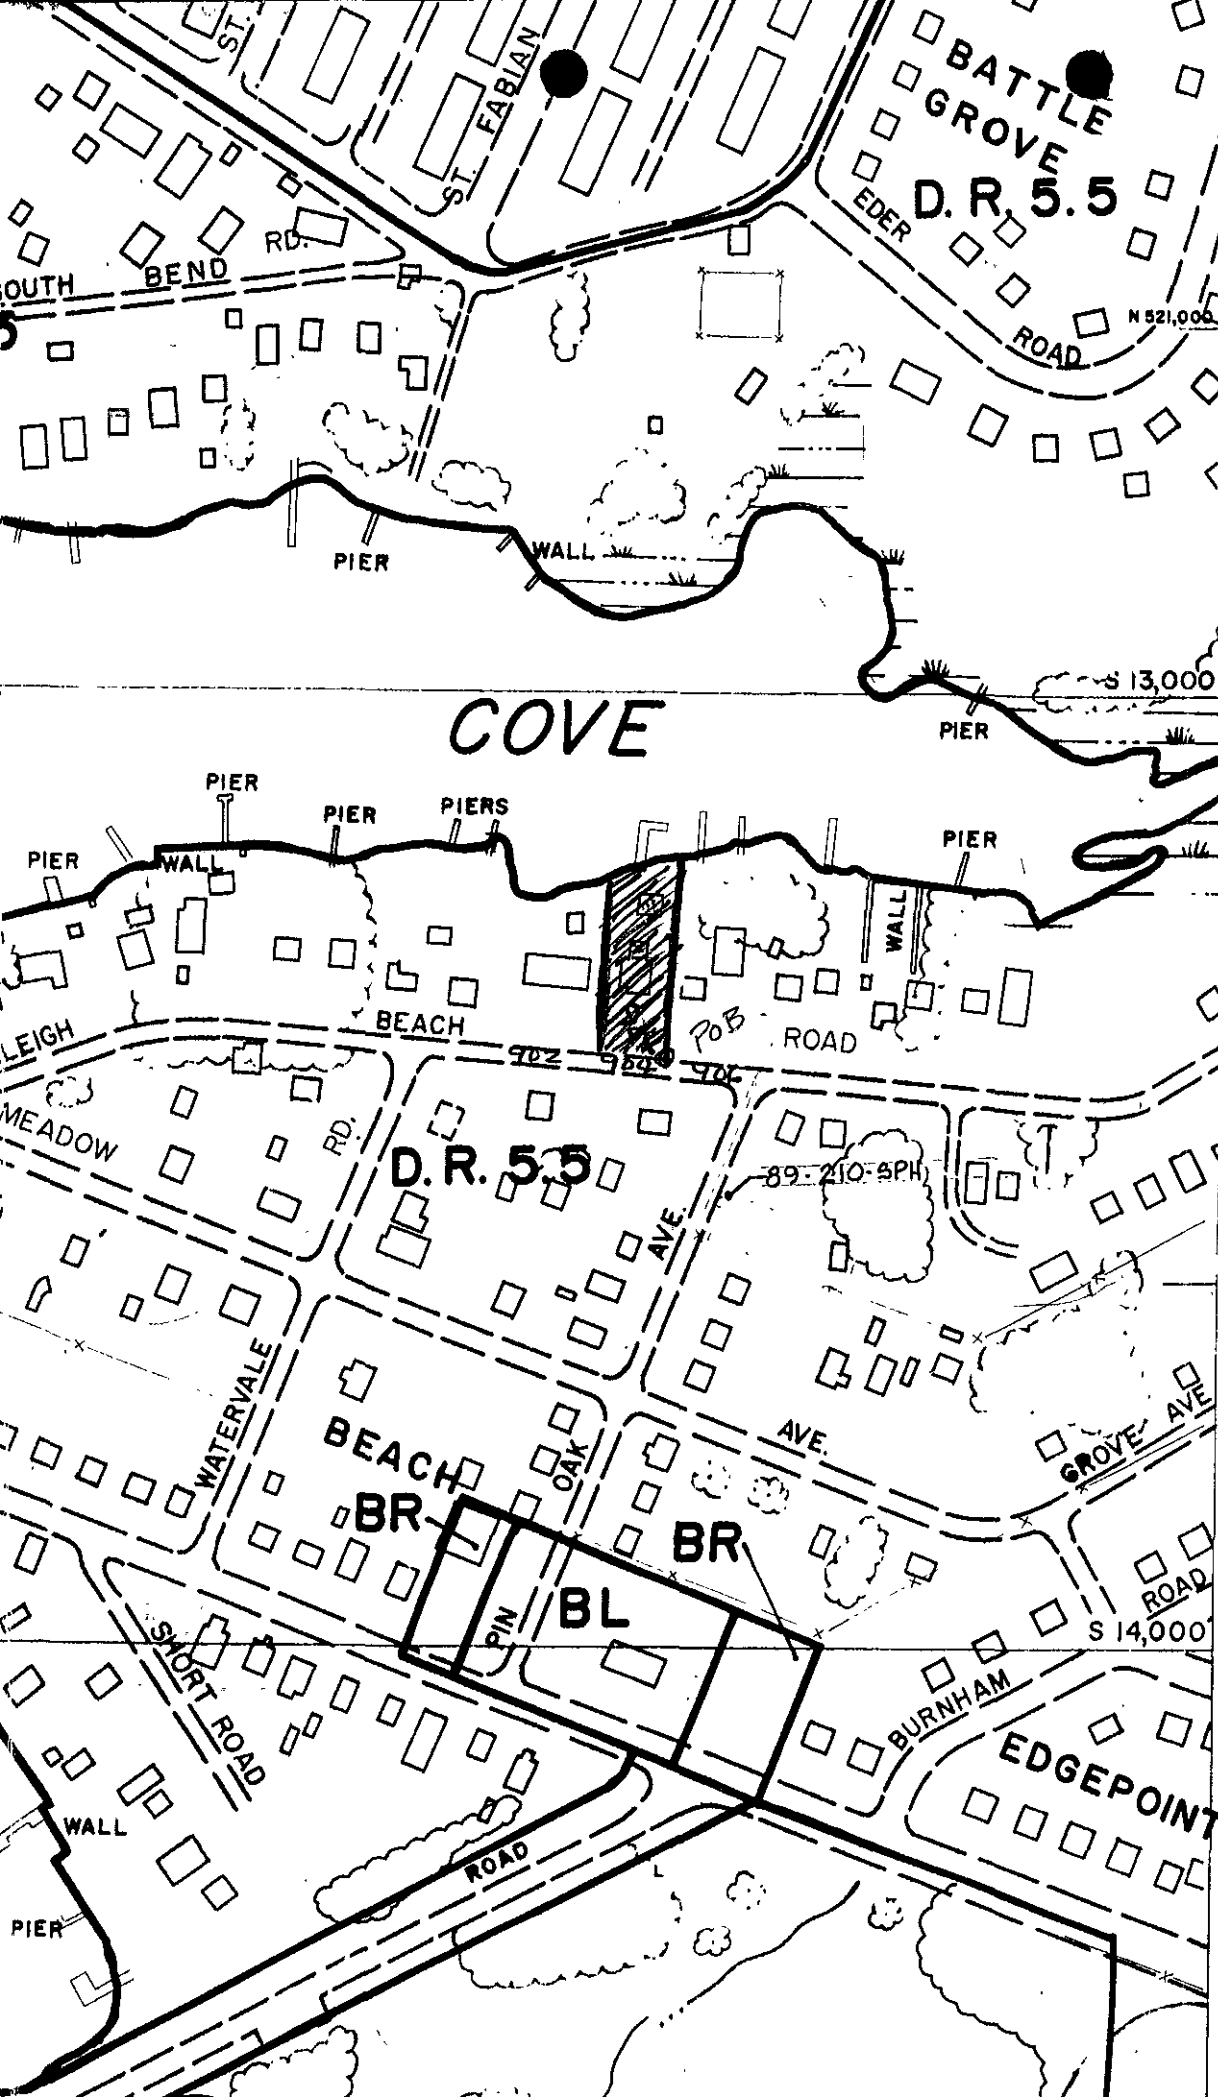 ST.
ST. FABIAN
BATTLE
GROVE
D.R. 5.5
EDER
ROAD
N 521,000
RD.
SOUTH BEND
5
PIER
WALL
S 13,000
COVE
PIER
PIER
PIER
PIERS
PIER
PIER
WALL
WALL
LEIGH
BEACH
POB
ROAD
902
904
906
MEADOW
RD.
D.R. 5.5
89-210-SPH
AVE.
WATERVALE
BEACH
OAK
AVE.
GROVE AVE
BR
BR
BL
PIN
ROAD
S 14,000
SHORT ROAD
BURNHAM
EDGEPOINT
WALL
ROAD
PIER